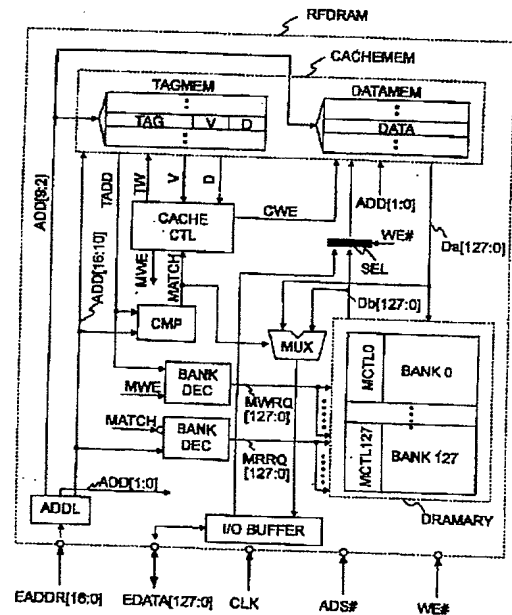 RFDRAM
CACHEMEM
TAGMEM
DATAMEM
TAG V D
DATA
ADD[9:2]
ADD[16:10]
TADD
TW
V
D
CWE
ADD[1:0]
CACHE
CTL
WE#
SEL
Da[127:0]
MWE
MATCH
Db[127:0]
CMP
MUX
BANK
DEC
MWE
MWRQ
[127:0]
MATCH
BANK
DEC
MRRQ
[127:0]
MCTL0
BANK 0
MCTL127
BANK 127
DRAMARY
ADD[1:0]
ADDL
I/O BUFFER
EADDR[16:0]
EDATA[127:0]
CLK
ADS#
WE#